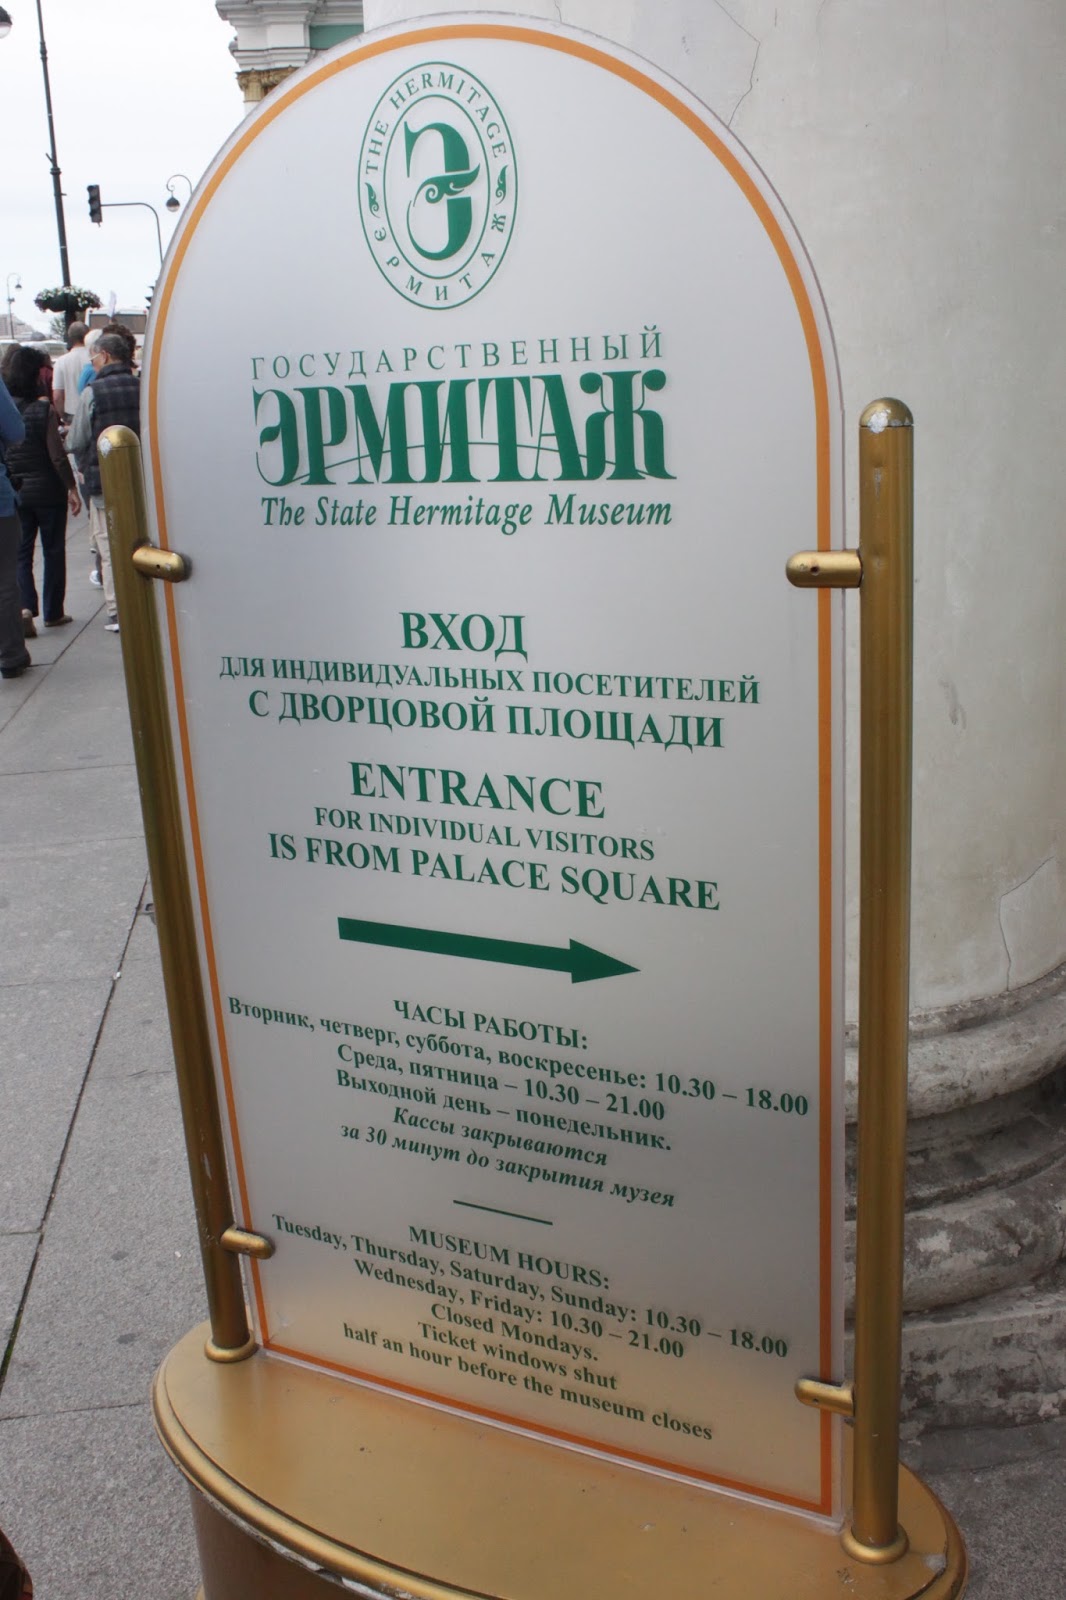 THE HERMITAGE
Э
ЭРМИТАЖ
ГОСУДАРСТВЕННЫЙ
ЭРМИТАЖ
The State Hermitage Museum
ВХОД
ДЛЯ ИНДИВИДУАЛЬНЫХ ПОСЕТИТЕЛЕЙ
С ДВОРЦОВОЙ ПЛОЩАДИ
ENTRANCE
FOR INDIVIDUAL VISITORS
IS FROM PALACE SQUARE
ЧАСЫ РАБОТЫ:
Вторник, четверг, суббота, воскресенье: 10.30 – 18.00
Среда, пятница – 10.30 – 21.00
Выходной день – понедельник.
Кассы закрываются
за 30 минут до закрытия музея
MUSEUM HOURS:
Tuesday, Thursday, Saturday, Sunday: 10.30 – 18.00
Wednesday, Friday: 10.30 – 21.00
Closed Mondays.
Ticket windows shut
half an hour before the museum closes